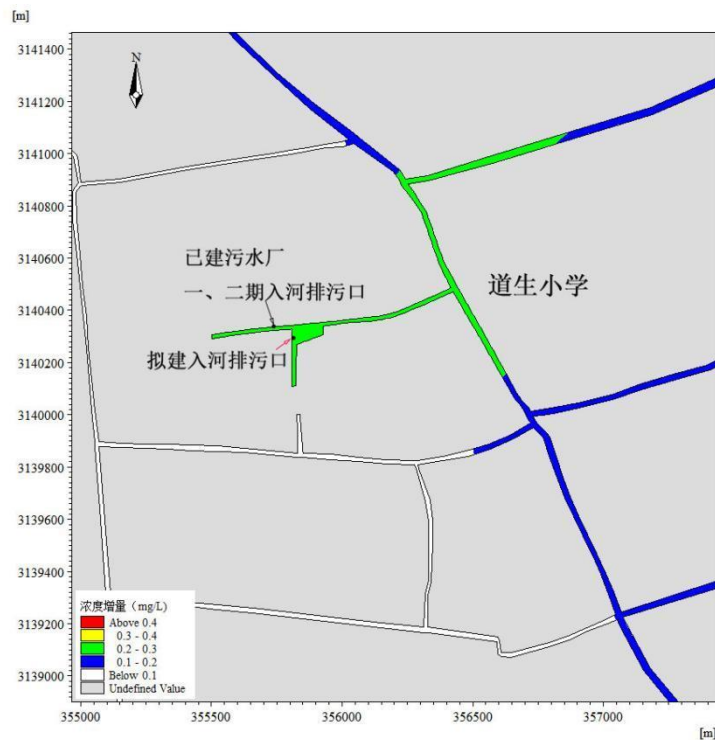 [m]
3141400
N
3141200
3141000
3140800
已建污水厂
3140600
一、二期入河排污口
道生小学
3140400
拟建入河排污口
3140200
3140000
3139800
3139600
3139400
浓度增量（mg/L）
Above 0.4
0.3 - 0.4
0.2 - 0.3
0.1 - 0.2
Below 0.1
Undefined Value
3139200
3139000
355000
355500
356000
356500
357000
[m]